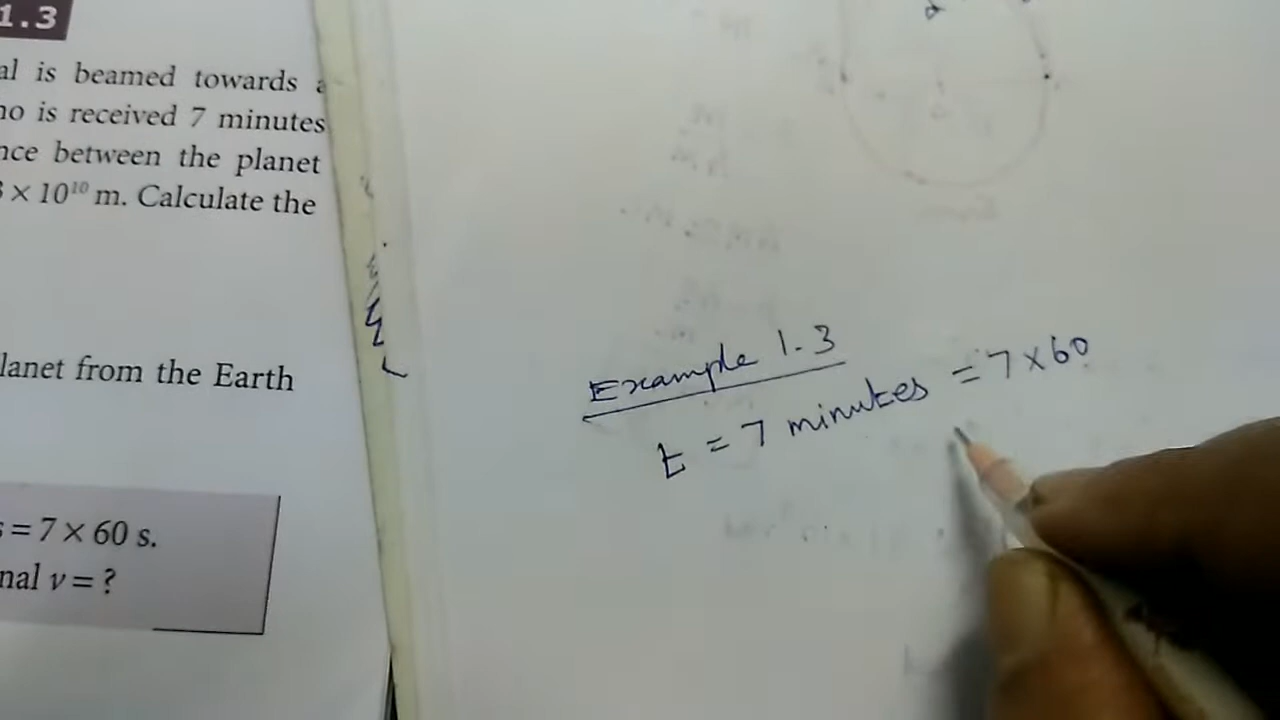 1.3
al is beamed towards a
no is received 7 minutes
nce between the planet
× 10¹⁰ m. Calculate the
lanet from the Earth
= 7 × 60 s.
nal v = ?
Example 1.3
t = 7 minutes = 7×60